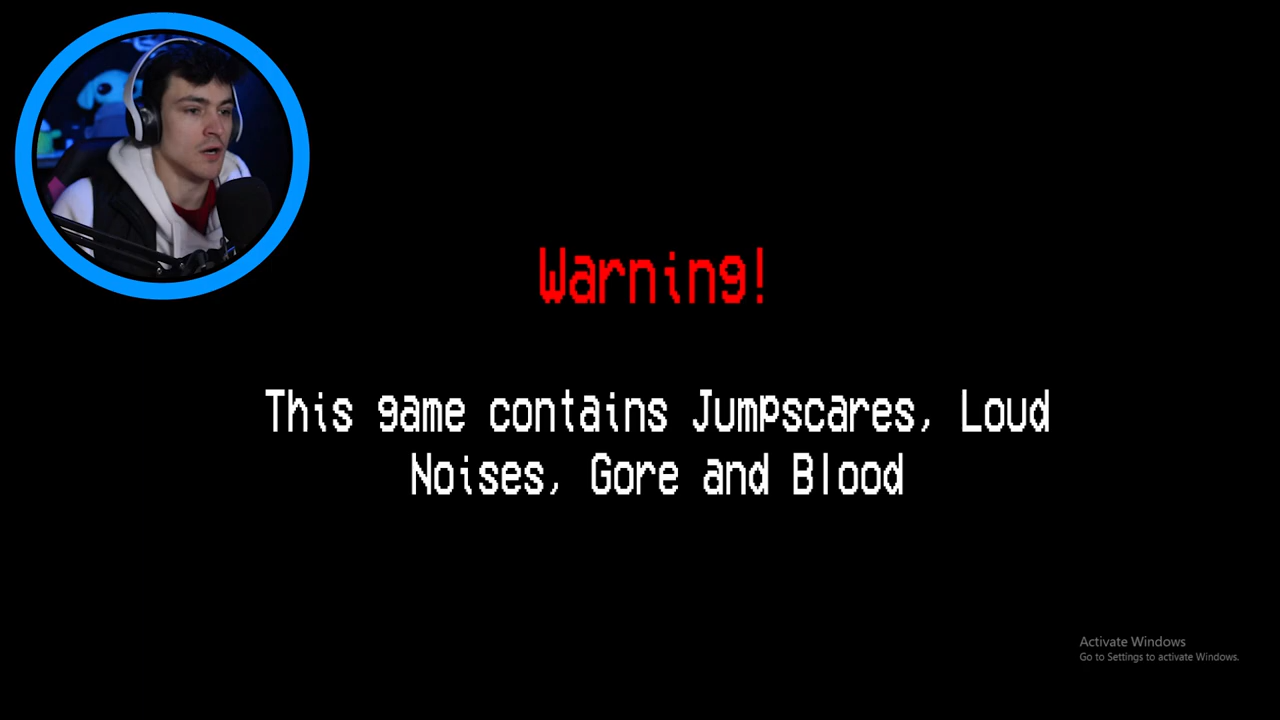 Warning!
This game contains Jumpscares, Loud
Noises, Gore and Blood
Activate Windows
Go to Settings to activate Windows.